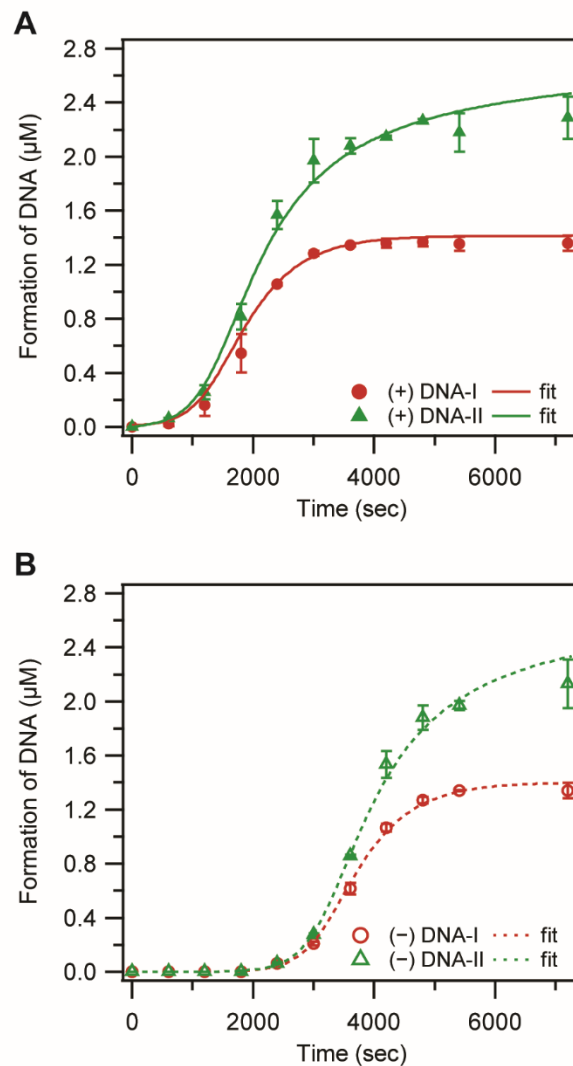 A
Formation of DNA (µM)
2.8
2.4
2.0
1.6
1.2
0.8
0.4
0.0
(+) DNA-I fit
(+) DNA-II fit
0 2000 4000 6000
Time (sec)
B
Formation of DNA (µM)
2.8
2.4
2.0
1.6
1.2
0.8
0.4
0.0
(−) DNA-I fit
(−) DNA-II fit
0 2000 4000 6000
Time (sec)